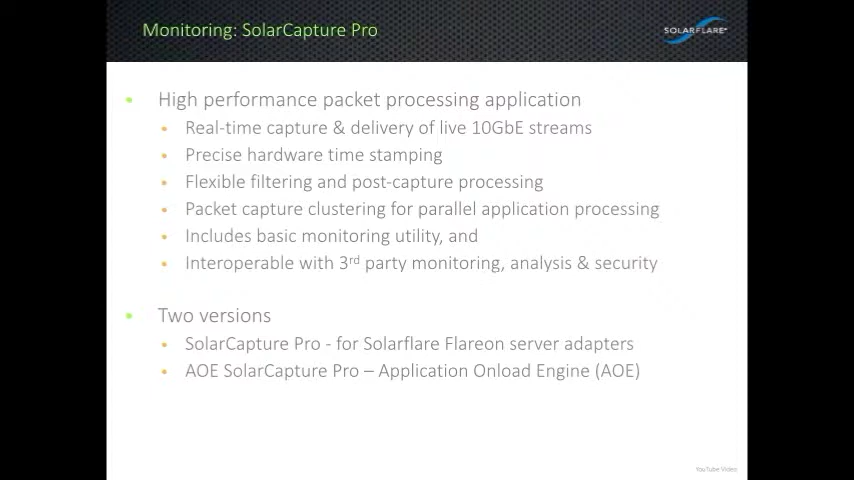 Monitoring: SolarCapture Pro
SOLARFLARE
• High performance packet processing application
• Real-time capture & delivery of live 10GbE streams
• Precise hardware time stamping
• Flexible filtering and post-capture processing
• Packet capture clustering for parallel application processing
• Includes basic monitoring utility, and
• Interoperable with 3rd party monitoring, analysis & security
• Two versions
• SolarCapture Pro - for Solarflare Flareon server adapters
• AOE SolarCapture Pro – Application Onload Engine (AOE)
YouTube Video